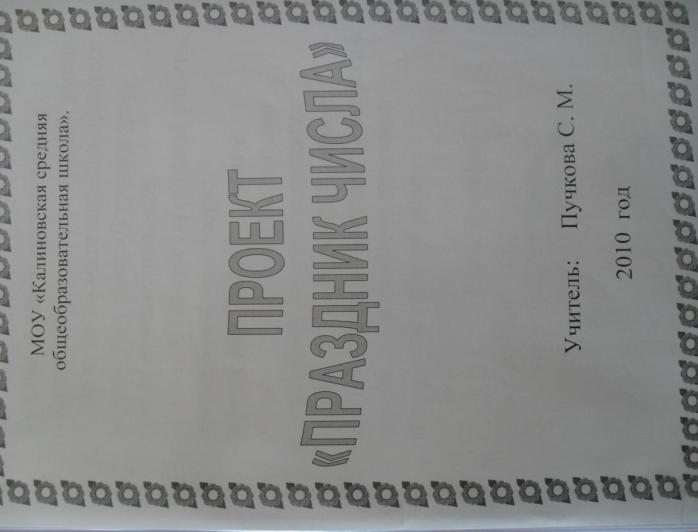 МОУ «Калиновская средняя
общеобразовательная школа».
ПРОЕКТ
«ПРАЗДНИК ЧИСЛА»
Учитель: Пучкова С. М.
2010 год